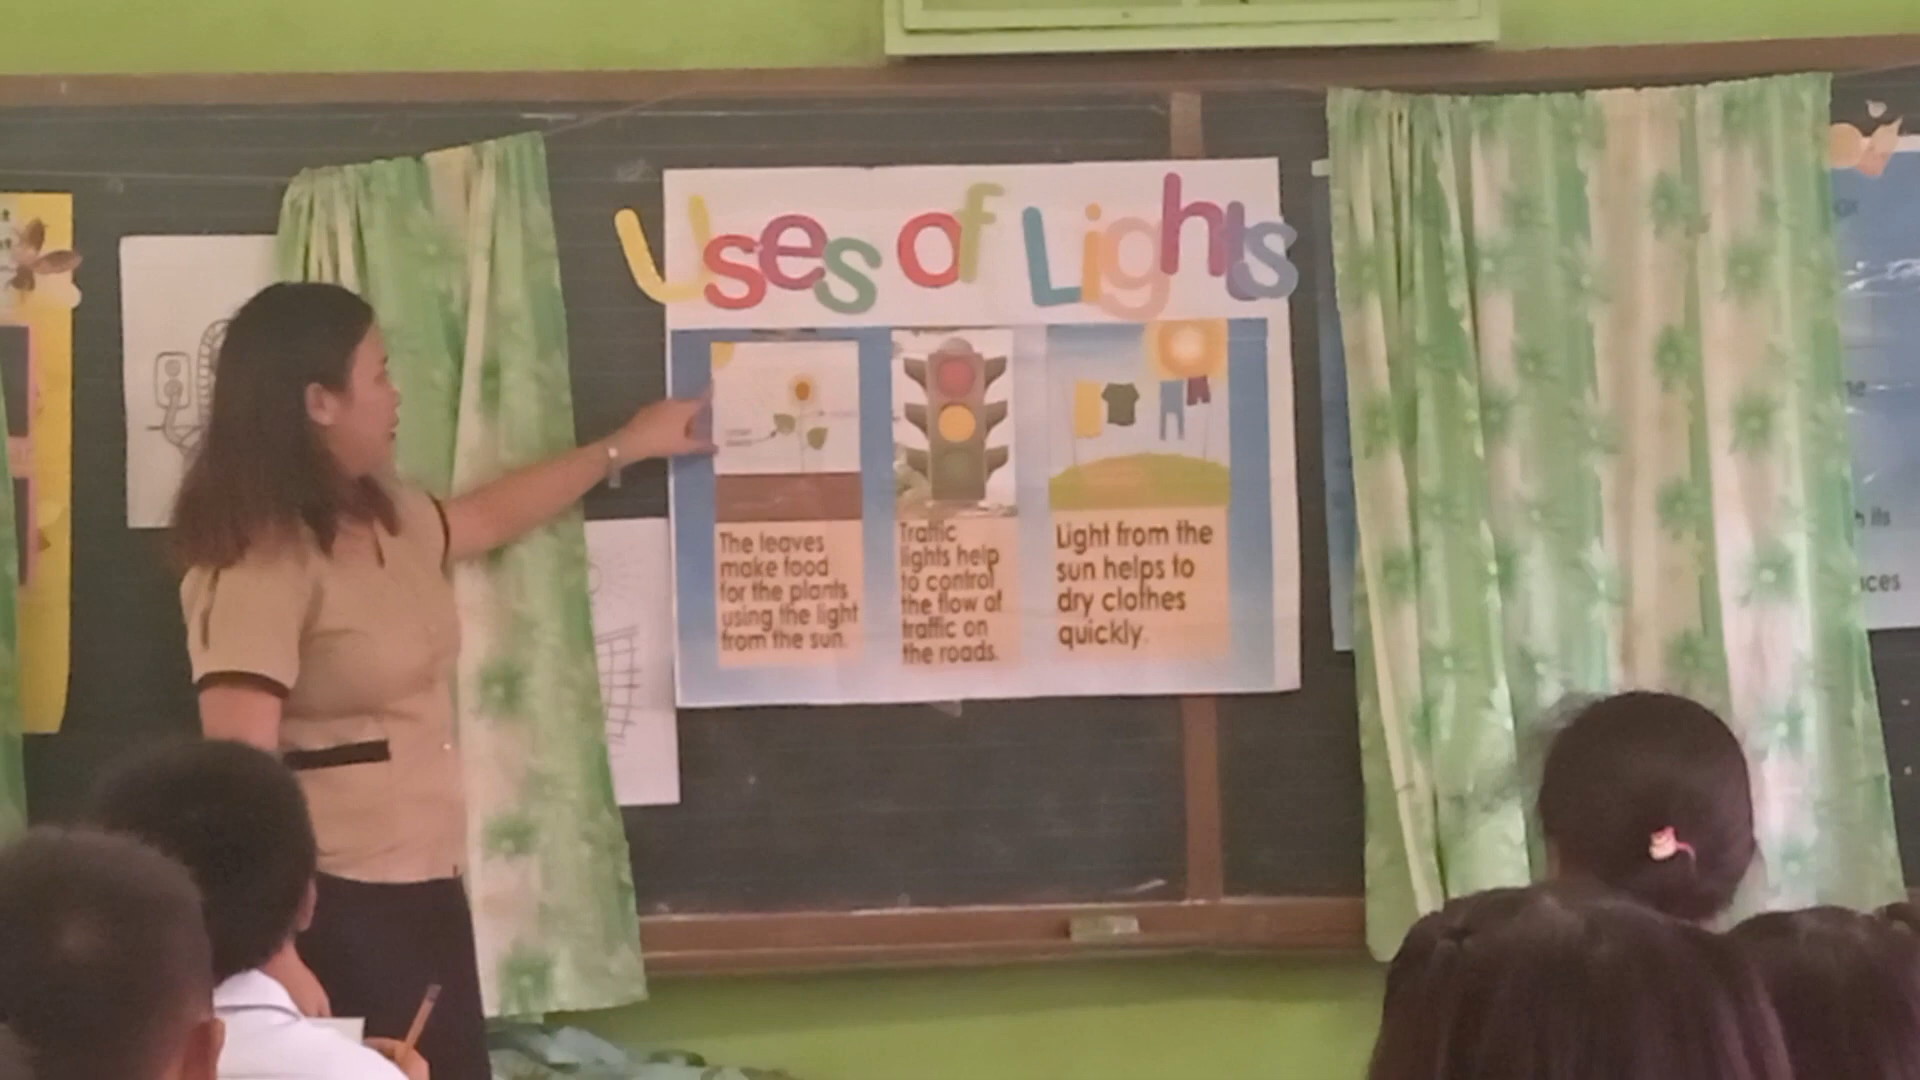 Uses of Lights
The leaves
make food
for the plants
using the light
from the sun.
Traffic
lights help
to control
the flow of
traffic on
the roads.
Light from the
sun helps to
dry clothes
quickly.